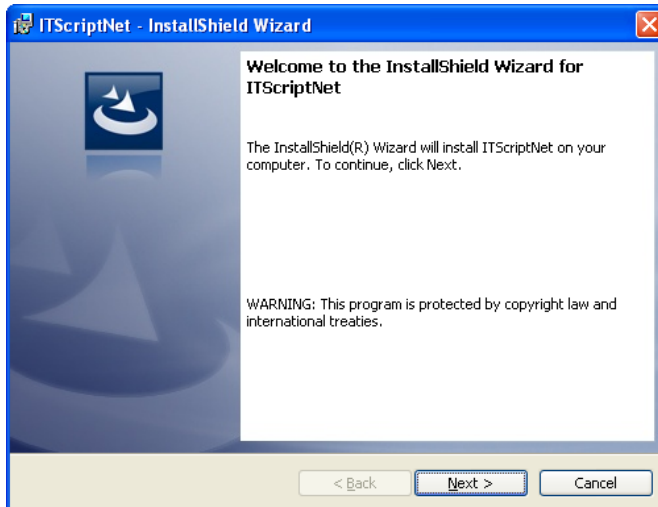 ITScriptNet - InstallShield Wizard
Welcome to the InstallShield Wizard for
ITScriptNet
The InstallShield(R) Wizard will install ITScriptNet on your
computer. To continue, click Next.
WARNING: This program is protected by copyright law and
international treaties.
< Back Next > Cancel